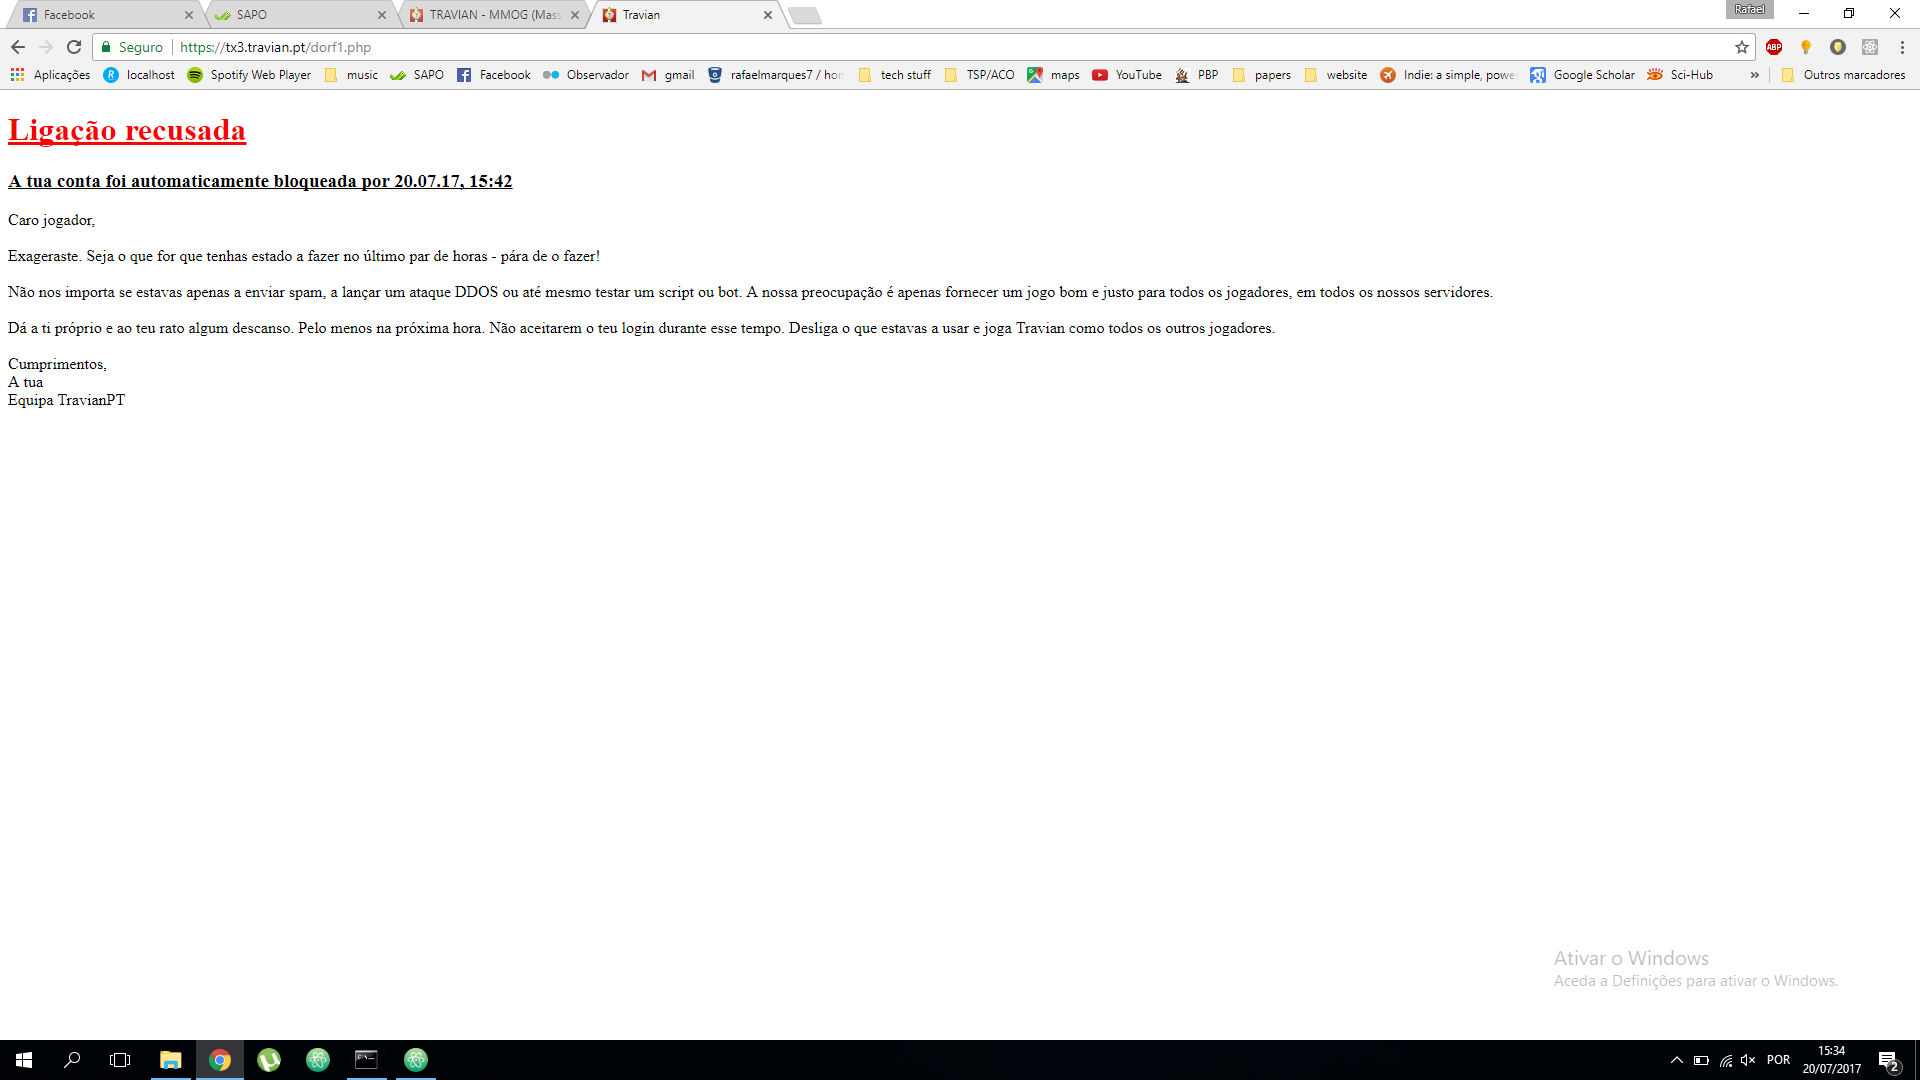 Facebook
SAPO
TRAVIAN - MMOG (Mass
Travian
Rafael
Seguro
https://tx3.travian.pt/dorf1.php
ABP
Aplicações
localhost
Spotify Web Player
music
SAPO
Facebook
Observador
gmail
rafaelmarques7 / hom
tech stuff
TSP/ACO
maps
YouTube
PBP
papers
website
Indie: a simple, powe
Google Scholar
Sci-Hub
»
Outros marcadores
Ligação recusada
A tua conta foi automaticamente bloqueada por 20.07.17, 15:42
Caro jogador,
Exageraste. Seja o que for que tenhas estado a fazer no último par de horas - pára de o fazer!
Não nos importa se estavas apenas a enviar spam, a lançar um ataque DDOS ou até mesmo testar um script ou bot. A nossa preocupação é apenas fornecer um jogo bom e justo para todos os jogadores, em todos os nossos servidores.
Dá a ti próprio e ao teu rato algum descanso. Pelo menos na próxima hora. Não aceitarem o teu login durante esse tempo. Desliga o que estavas a usar e joga Travian como todos os outros jogadores.
Cumprimentos,
A tua
Equipa TravianPT
Ativar o Windows
Aceda a Definições para ativar o Windows.
POR
15:34
20/07/2017
2